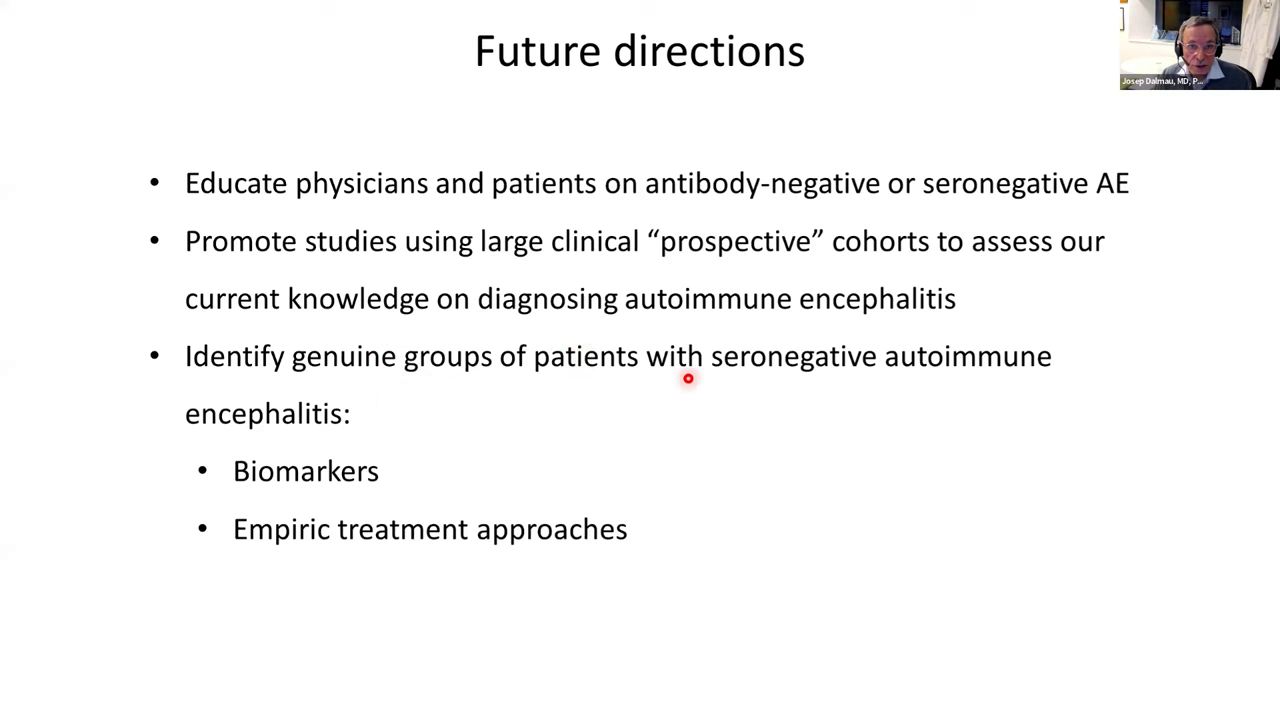 Future directions
Josep Dalmau, MD, P...
• Educate physicians and patients on antibody-negative or seronegative AE
• Promote studies using large clinical “prospective” cohorts to assess our
current knowledge on diagnosing autoimmune encephalitis
• Identify genuine groups of patients with seronegative autoimmune
encephalitis:
• Biomarkers
• Empiric treatment approaches